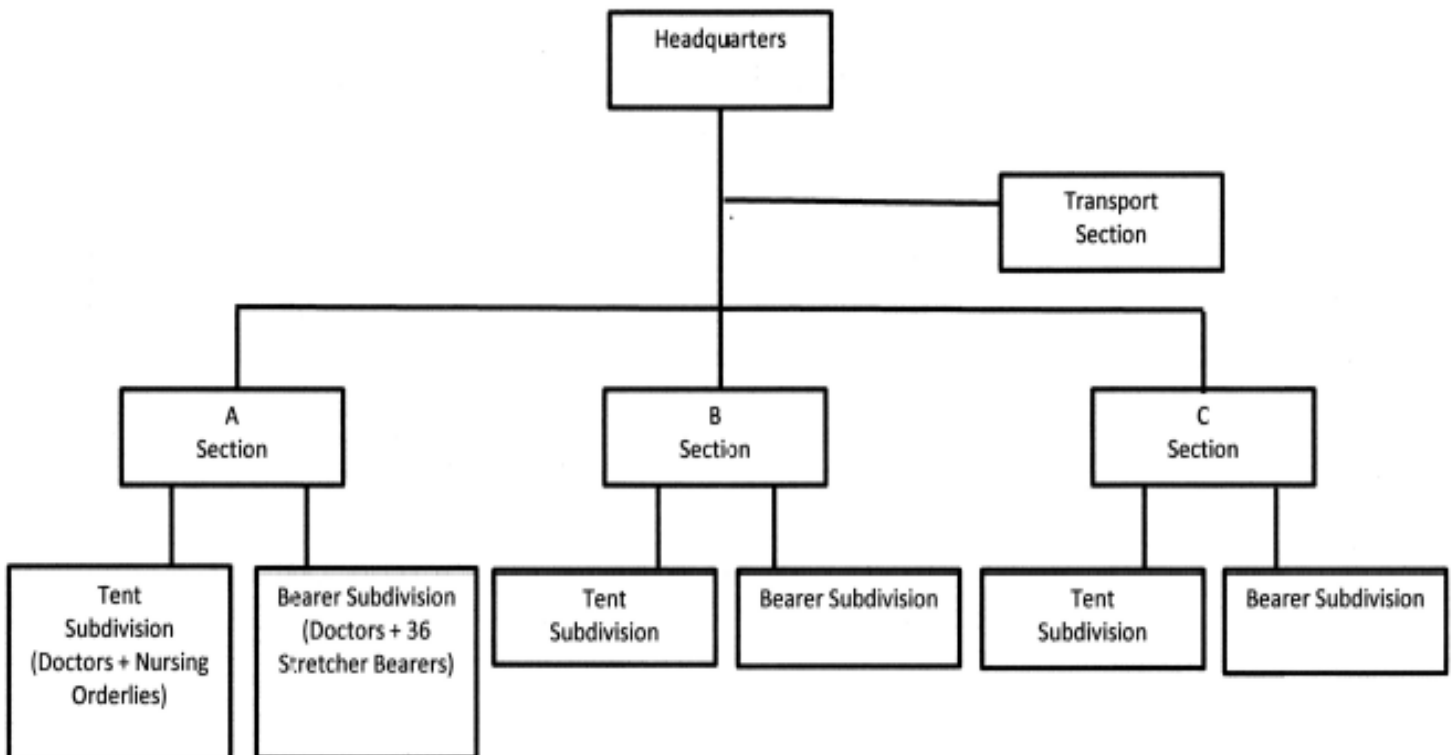 Headquarters
Transport
Section
A
Section
B
Section
C
Section
Tent
Subdivision
(Doctors + Nursing
Orderlies)
Bearer Subdivision
(Doctors + 36
Stretcher Bearers)
Tent
Subdivision
Bearer Subdivision
Tent
Subdivision
Bearer Subdivision